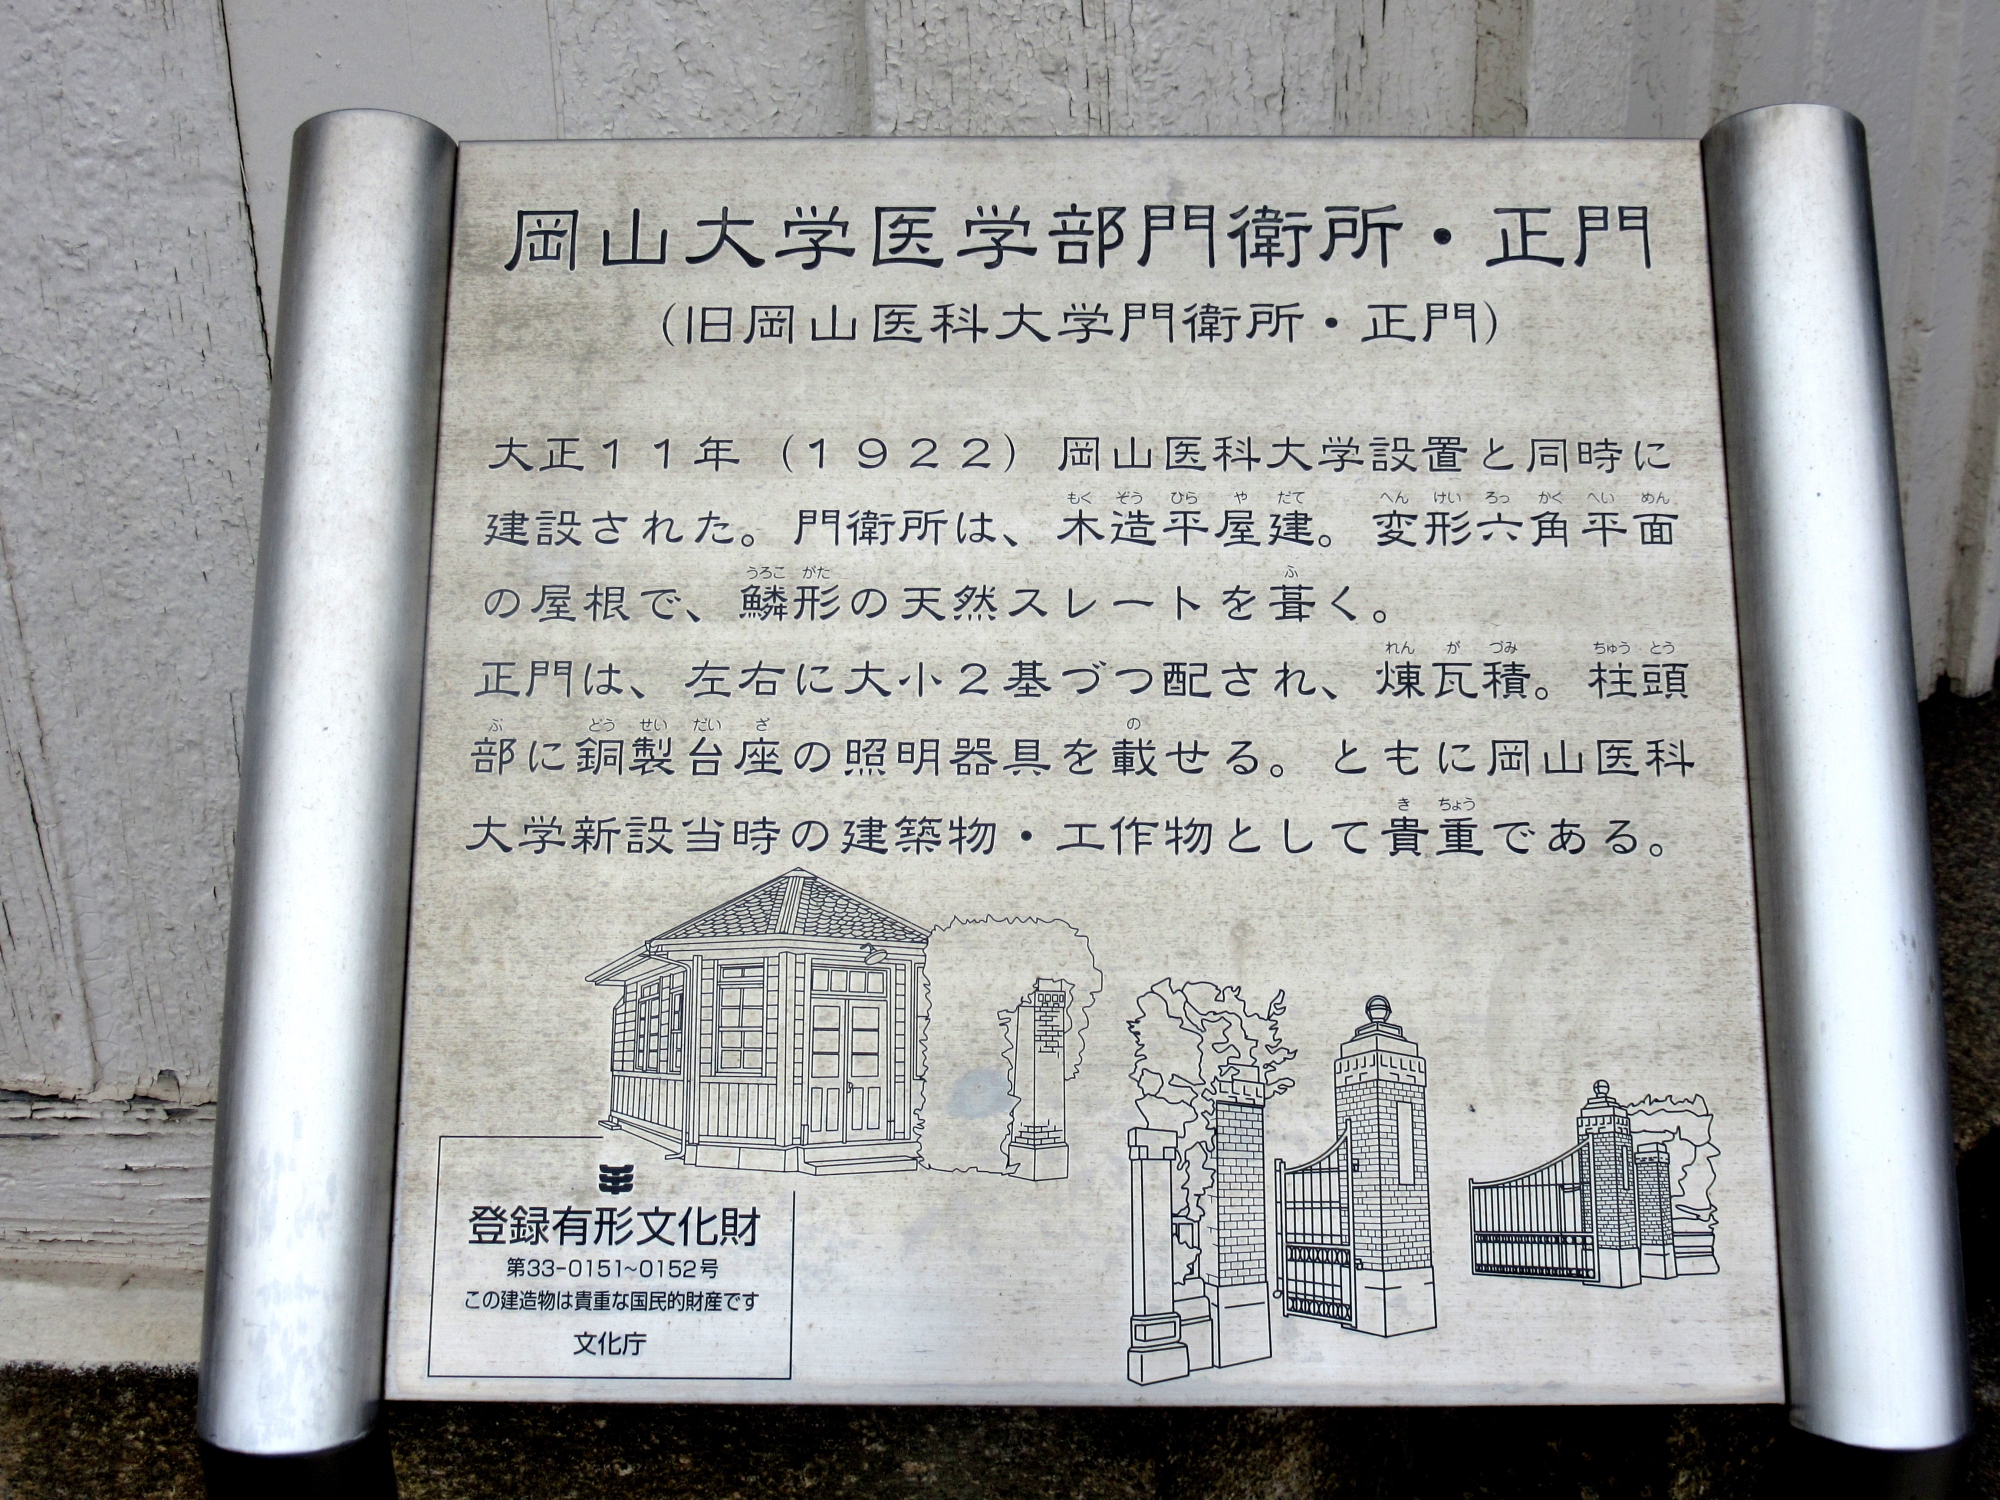 岡山大学医学部門衛所・正門
(旧岡山医科大学門衛所・正門)
大正11年(1922)岡山医科大学設置と同時に
もく ぞう ひら や だて へん けい ろっ かく へい めん
建設された。門衛所は、木造平屋建。変形六角平面
うろこ がた ふ
の屋根で、鱗形の天然スレートを葺く。
れん が づみ ちゅう とう
正門は、左右に大小2基づつ配され、煉瓦積。柱頭
ぶ どう せい だい ざ の
部に銅製台座の照明器具を載せる。ともに岡山医科
き ちょう
大学新設当時の建築物・工作物として貴重である。
登録有形文化財
第33-0151~0152号
この建造物は貴重な国民的財産です
文化庁